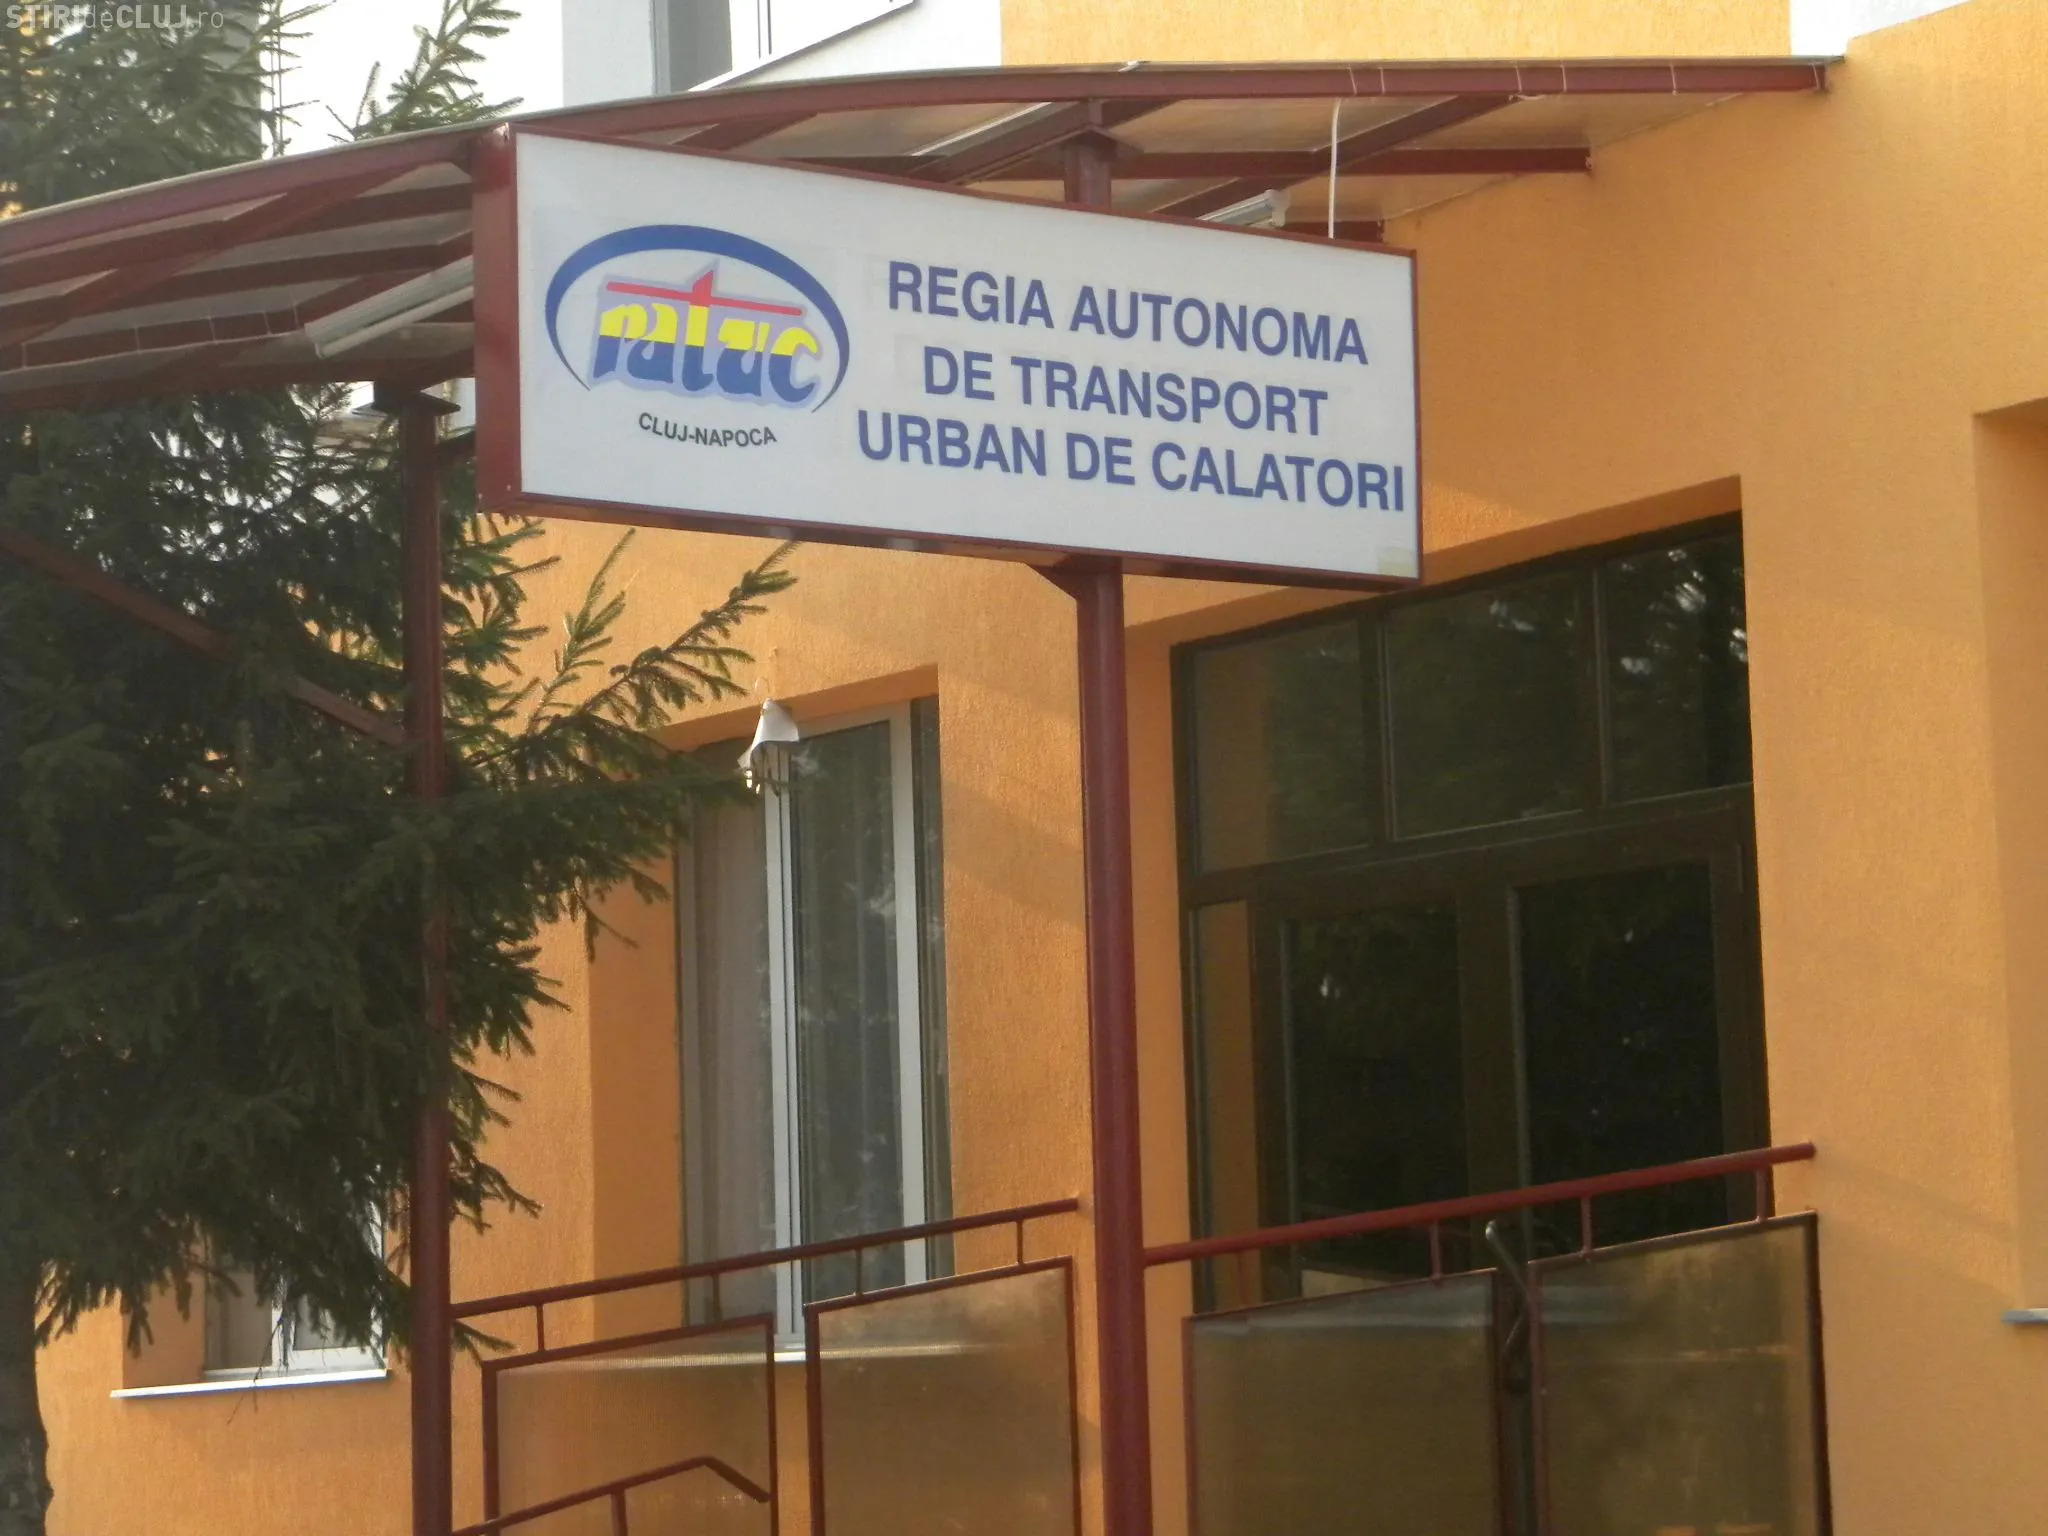 STIRIdeCLUJ.ro
ratuc
CLUJ-NAPOCA
REGIA AUTONOMA
DE TRANSPORT
URBAN DE CALATORI